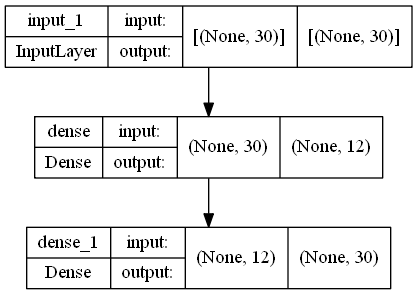 input_1 input: [(None, 30)] [(None, 30)]
InputLayer output:
dense input: (None, 30) (None, 12)
Dense output:
dense_1 input: (None, 12) (None, 30)
Dense output: